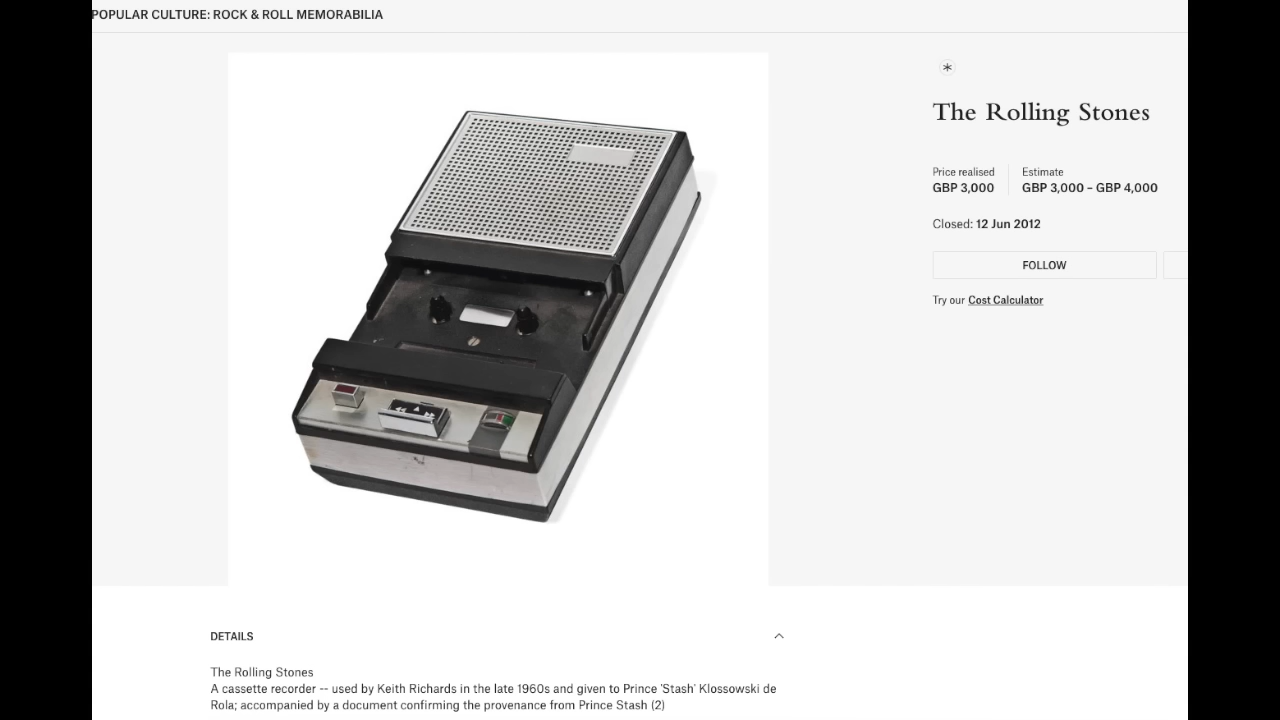 POPULAR CULTURE: ROCK & ROLL MEMORABILIA
The Rolling Stones
Price realised
GBP 3,000
Estimate
GBP 3,000 – GBP 4,000
Closed: 12 Jun 2012
FOLLOW
Try our Cost Calculator
DETAILS
The Rolling Stones
A cassette recorder -- used by Keith Richards in the late 1960s and given to Prince 'Stash' Klossowski de
Rola; accompanied by a document confirming the provenance from Prince Stash (2)